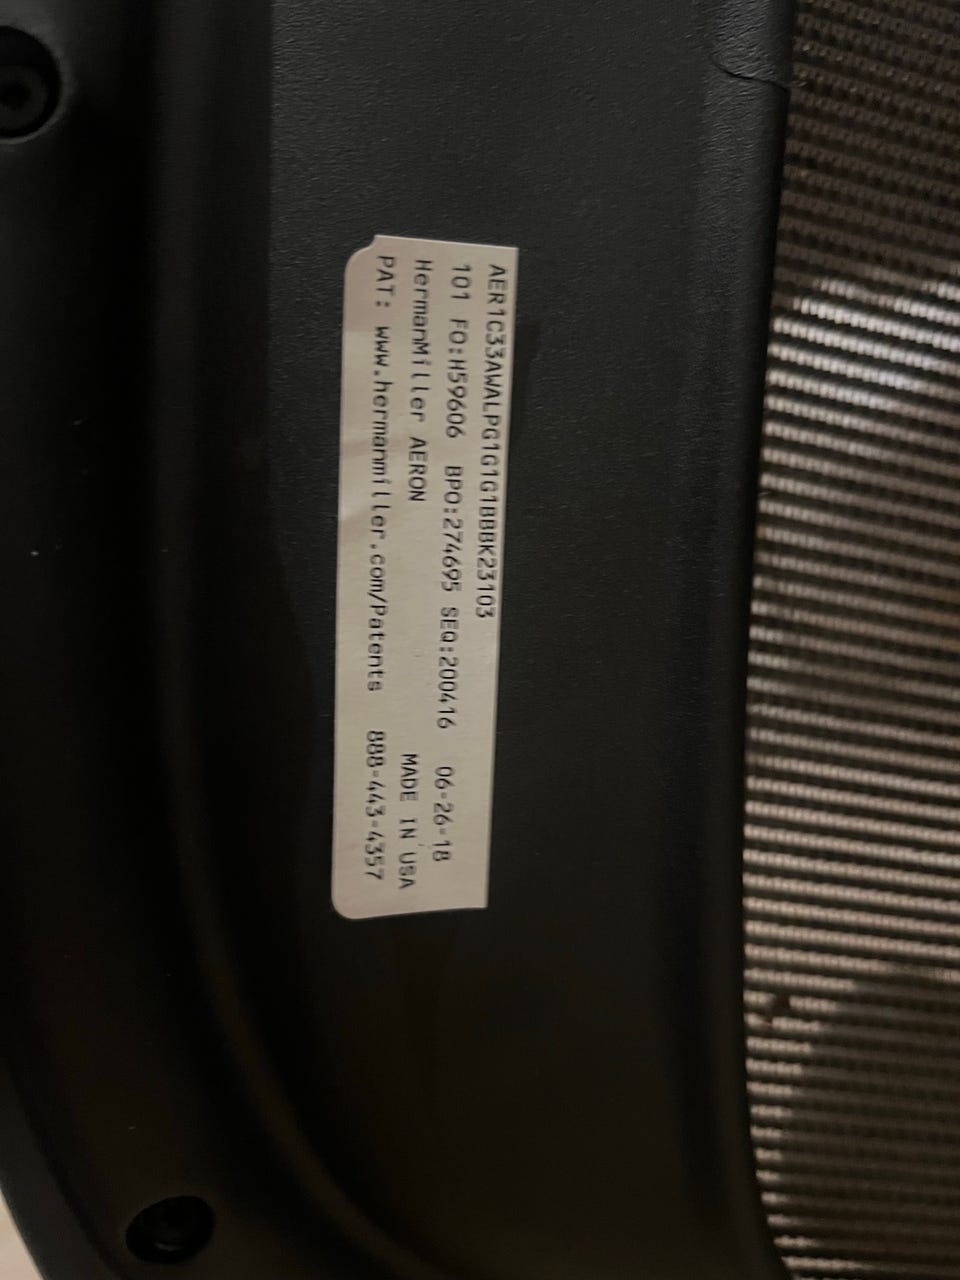 AER1C33AWALPG1G1G1BBBK23103
101 FO:H59606 BPO:274695 SEQ:200416 06-26-18
HermanMiller AERON MADE IN USA
PAT: www.hermanmiller.com/Patents 888-443-4357